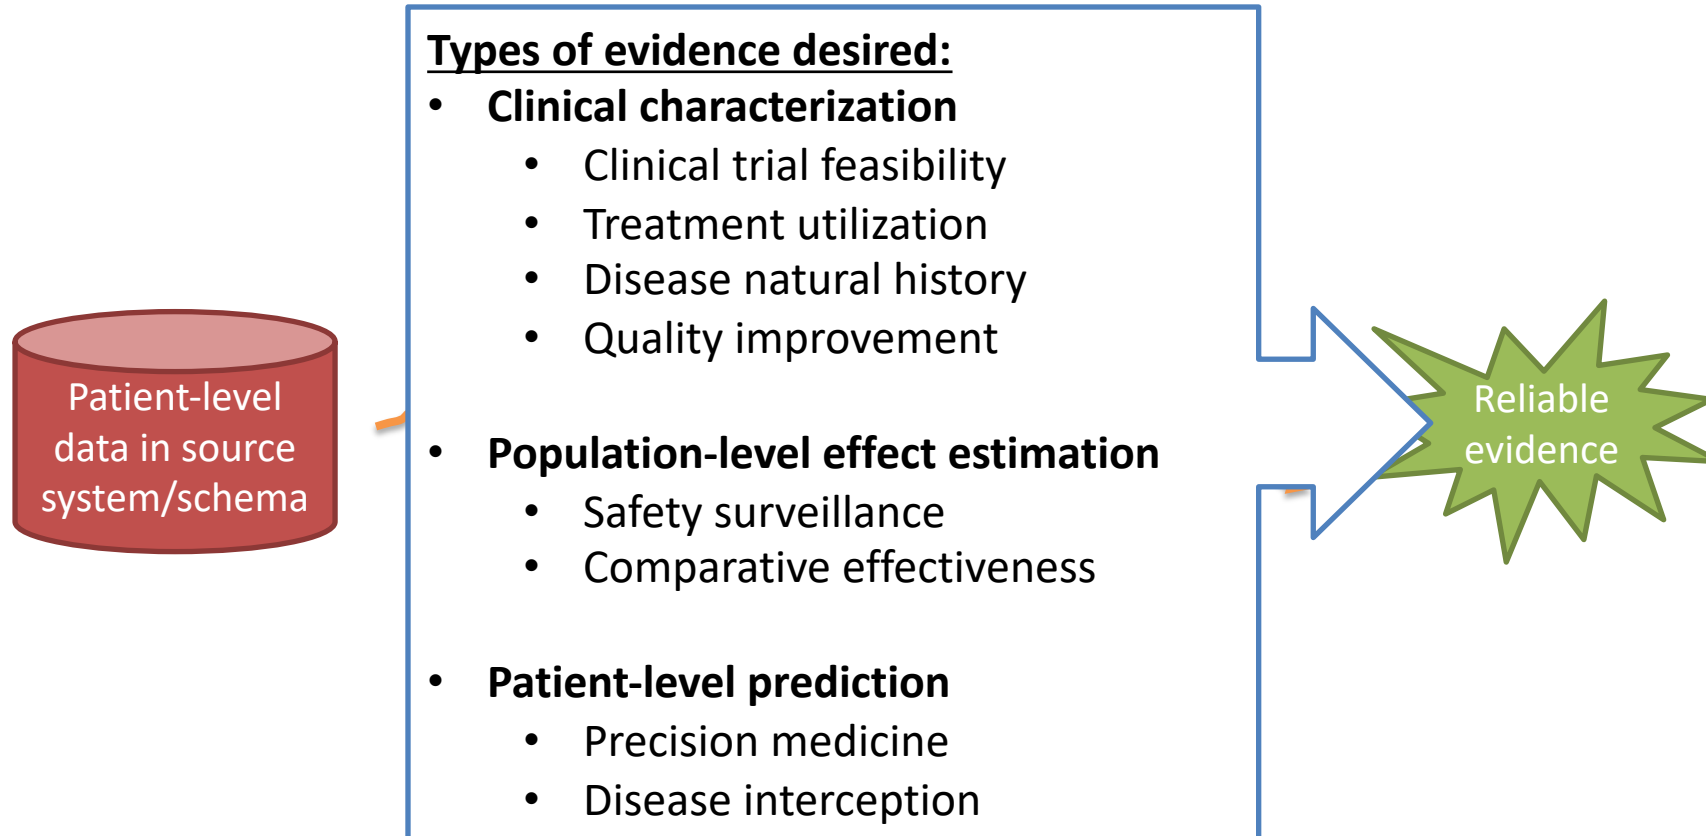 Types of evidence desired:
• Clinical characterization
• Clinical trial feasibility
• Treatment utilization
• Disease natural history
• Quality improvement
Patient-level
data in source
system/schema
• Population-level effect estimation
• Safety surveillance
• Comparative effectiveness
• Patient-level prediction
• Precision medicine
• Disease interception
Reliable
evidence